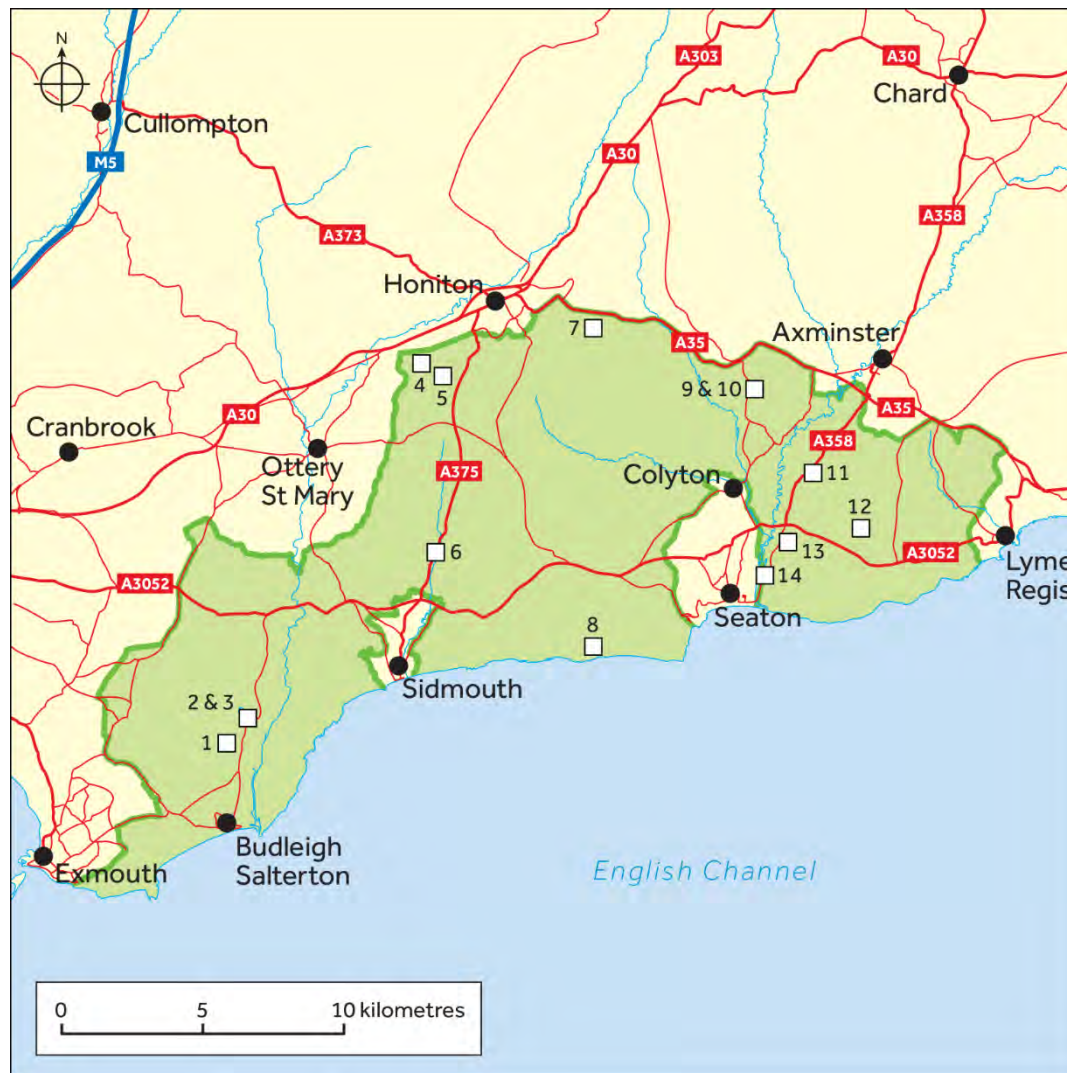 N
A303
A30
Chard
Cullompton
M5
A30
A358
A373
Honiton
7
A35
Axminster
4
5
9 & 10
A30
A35
Cranbrook
Ottery
St Mary
A358
A375
Colyton
11
12
6
13
A3052
A3052
14
Lyme
Regis
Seaton
8
Sidmouth
2 & 3
1
Budleigh
Salterton
Exmouth
English Channel
0 5 10 kilometres